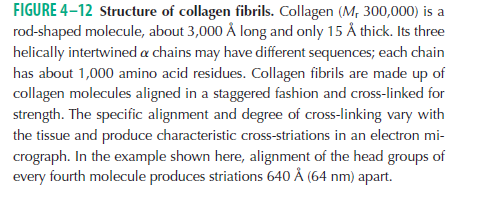 FIGURE 4–12 Structure of collagen fibrils. Collagen (Mr 300,000) is a
rod-shaped molecule, about 3,000 Å long and only 15 Å thick. Its three
helically intertwined α chains may have different sequences; each chain
has about 1,000 amino acid residues. Collagen fibrils are made up of
collagen molecules aligned in a staggered fashion and cross-linked for
strength. The specific alignment and degree of cross-linking vary with
the tissue and produce characteristic cross-striations in an electron mi-
crograph. In the example shown here, alignment of the head groups of
every fourth molecule produces striations 640 Å (64 nm) apart.